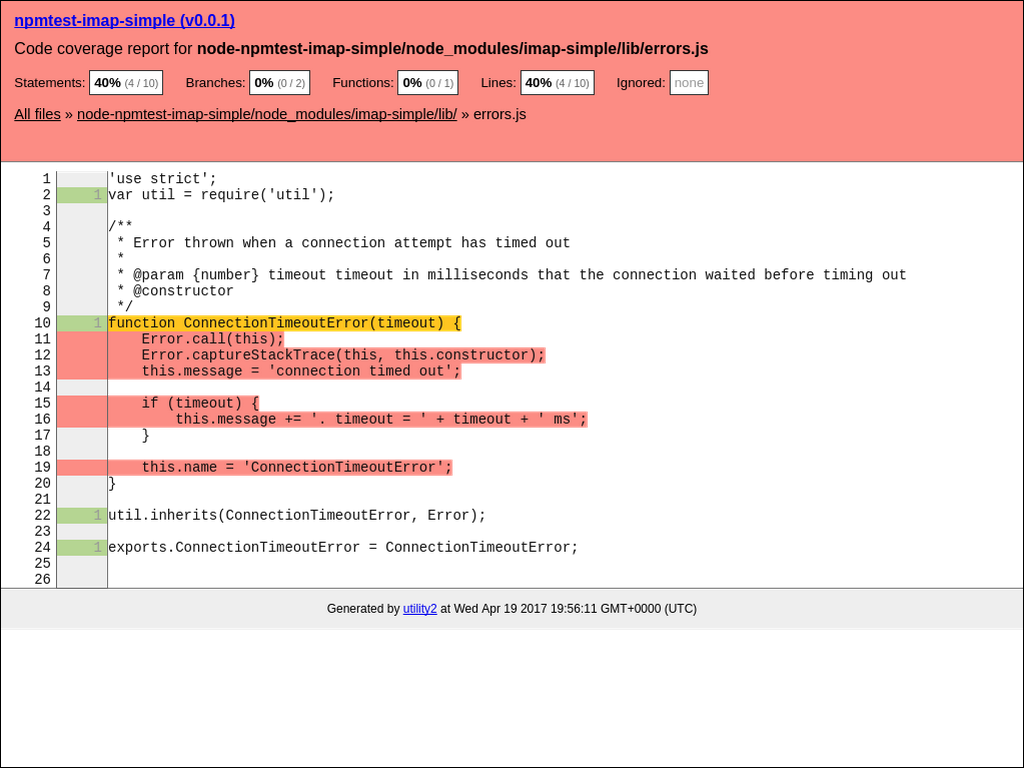 npmtest-imap-simple (v0.0.1)
Code coverage report for node-npmtest-imap-simple/node_modules/imap-simple/lib/errors.js
Statements: 40% (4 / 10) Branches: 0% (0 / 2) Functions: 0% (0 / 1) Lines: 40% (4 / 10) Ignored: none
All files » node-npmtest-imap-simple/node_modules/imap-simple/lib/ » errors.js
1 'use strict';
2 1 var util = require('util');
3
4 /**
5  * Error thrown when a connection attempt has timed out
6  *
7  * @param {number} timeout timeout in milliseconds that the connection waited before timing out
8  * @constructor
9  */
10 1 function ConnectionTimeoutError(timeout) {
11     Error.call(this);
12     Error.captureStackTrace(this, this.constructor);
13     this.message = 'connection timed out';
14
15     if (timeout) {
16         this.message += '. timeout = ' + timeout + ' ms';
17     }
18
19     this.name = 'ConnectionTimeoutError';
20 }
21
22 1 util.inherits(ConnectionTimeoutError, Error);
23
24 1 exports.ConnectionTimeoutError = ConnectionTimeoutError;
25
26
Generated by utility2 at Wed Apr 19 2017 19:56:11 GMT+0000 (UTC)